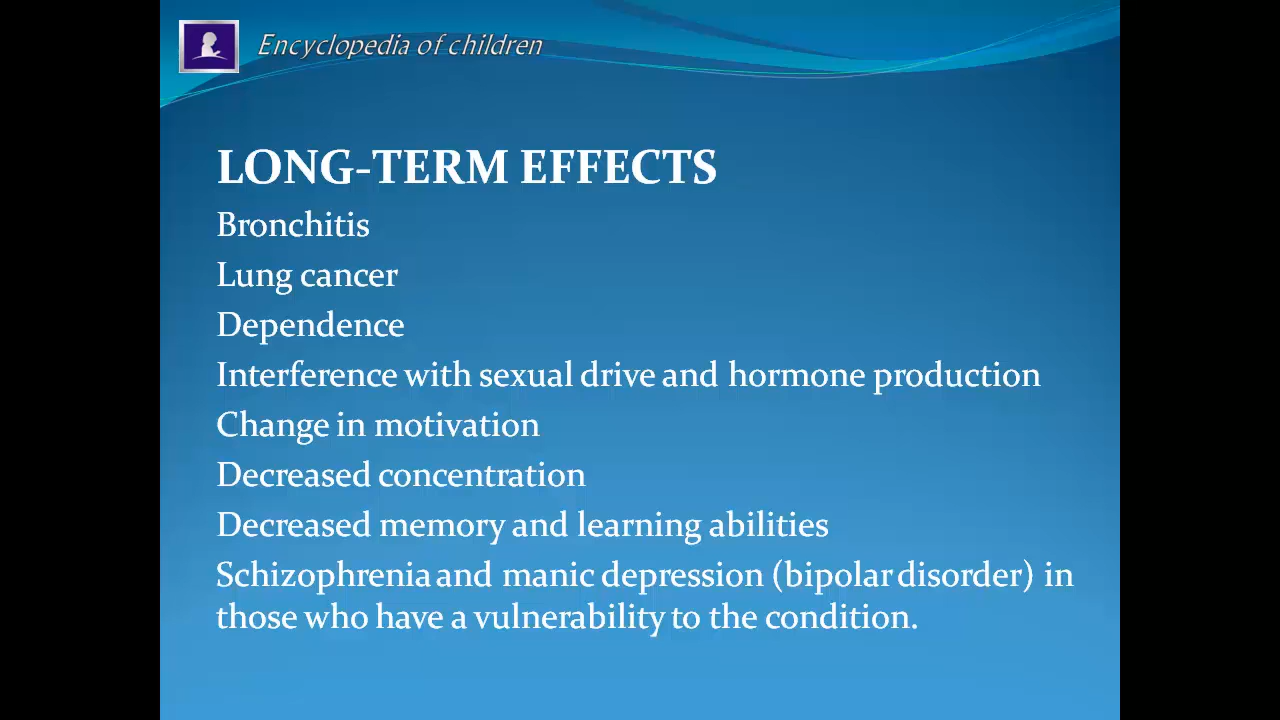 Encyclopedia of children
LONG-TERM EFFECTS
Bronchitis
Lung cancer
Dependence
Interference with sexual drive and hormone production
Change in motivation
Decreased concentration
Decreased memory and learning abilities
Schizophrenia and manic depression (bipolar disorder) in
those who have a vulnerability to the condition.